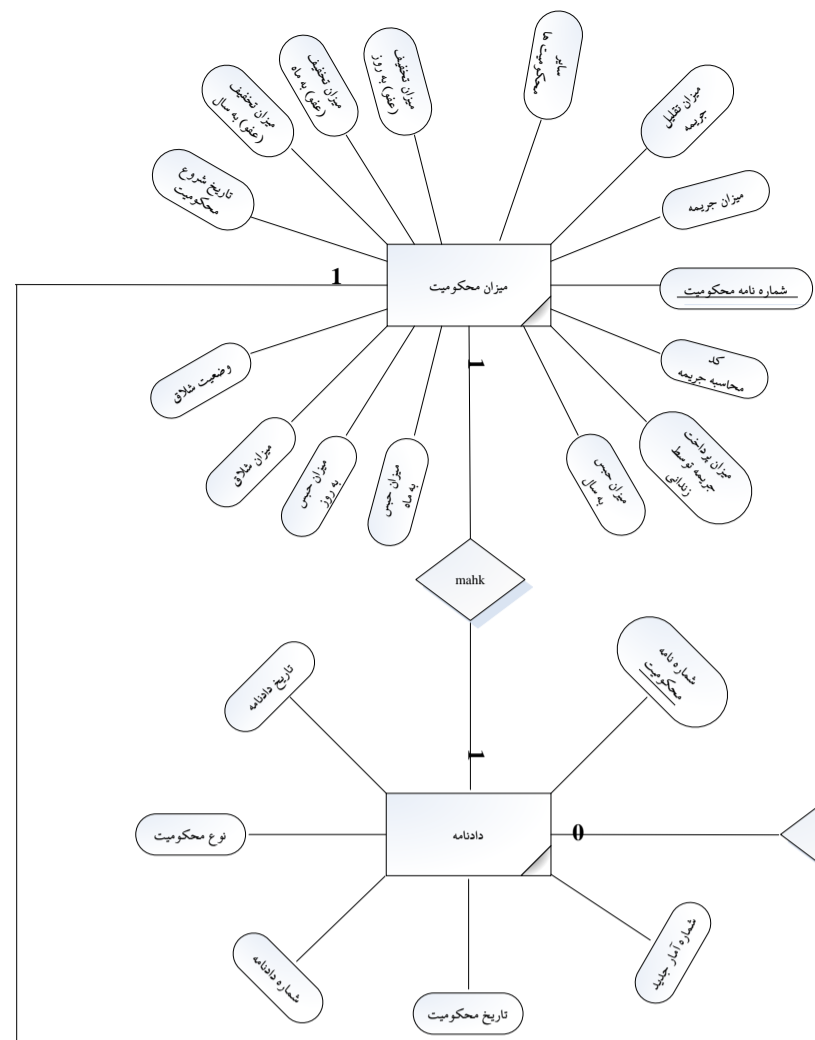 سایر
محکومیت ها
میزان تخفیف
(عفو) به روز
میزان تخفیف
(عفو) به ماه
میزان تخفیف
(عفو) به سال
تاریخ شروع
محکومیت
میزان تقلیل
جریمه
میزان جریمه
شماره نامه محکومیت
1
میزان محکومیت
کد
محاسبه جریمه
میزان پرداخت
جریمه توسط
زندانی
میزان حبس
به سال
1
وضعیت شلاق
میزان شلاق
میزان حبس
به روز
میزان حبس
به ماه
mahk
شماره نامه
محکومیت
تاریخ دادنامه
1
نوع محکومیت
دادنامه
0
شماره آمار جدید
شماره دادنامه
تاریخ محکومیت